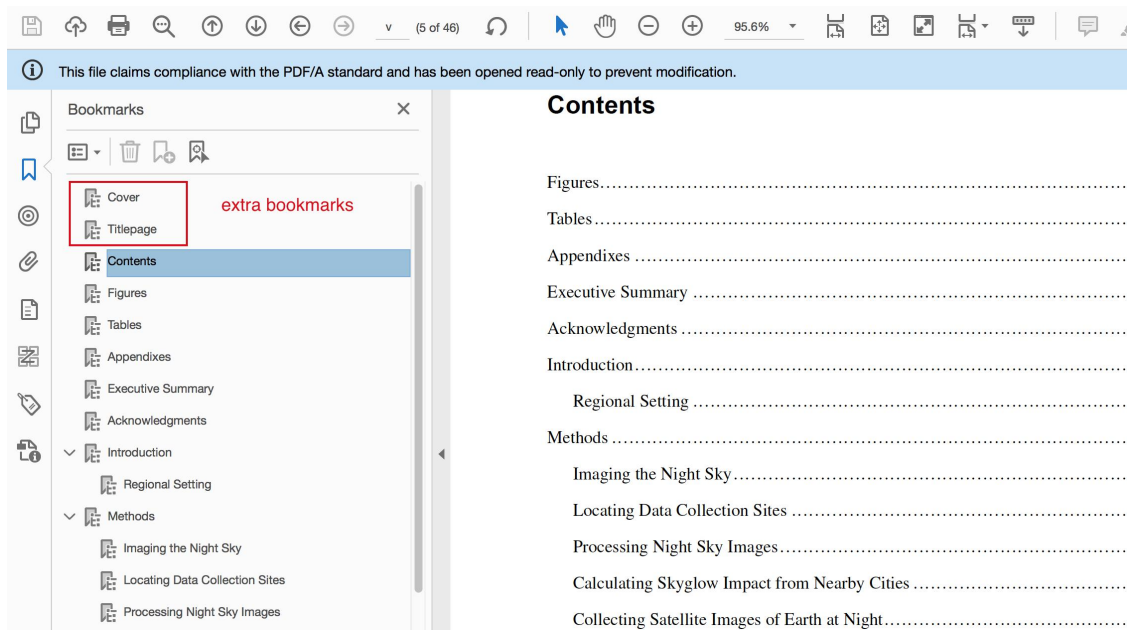 v (5 of 46) 95.6%
This file claims compliance with the PDF/A standard and has been opened read-only to prevent modification.
Bookmarks
Cover
Titlepage
extra bookmarks
Contents
Figures
Tables
Appendixes
Executive Summary
Acknowledgments
Introduction
Regional Setting
Methods
Imaging the Night Sky
Locating Data Collection Sites
Processing Night Sky Images
Contents
Figures
Tables
Appendixes
Executive Summary
Acknowledgments
Introduction
Regional Setting
Methods
Imaging the Night Sky
Locating Data Collection Sites
Processing Night Sky Images
Calculating Skyglow Impact from Nearby Cities
Collecting Satellite Images of Earth at Night